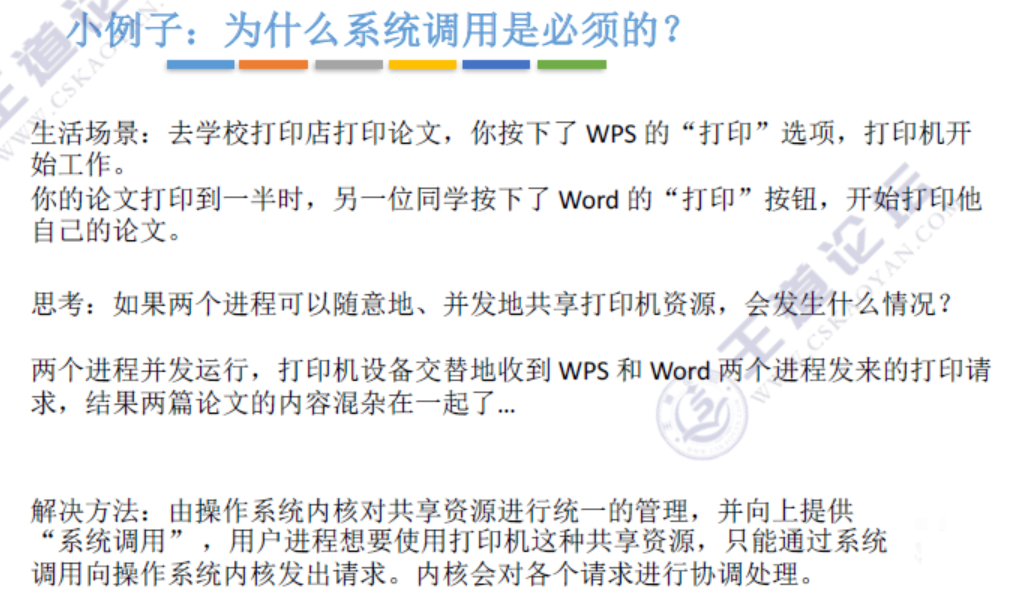 小例子：为什么系统调用是必须的？
生活场景：去学校打印店打印论文，你按下了 WPS 的“打印”选项，打印机开
始工作。
你的论文打印到一半时，另一位同学按下了 Word 的“打印”按钮，开始打印他
自己的论文。
思考：如果两个进程可以随意地、并发地共享打印机资源，会发生什么情况？
两个进程并发运行，打印机设备交替地收到 WPS 和 Word 两个进程发来的打印请
求，结果两篇论文的内容混杂在一起了...
解决方法：由操作系统内核对共享资源进行统一的管理，并向上提供
“系统调用”，用户进程想要使用打印机这种共享资源，只能通过系统
调用向操作系统内核发出请求。内核会对各个请求进行协调处理。
王道论坛
WWW.CSKAOYAN.COM